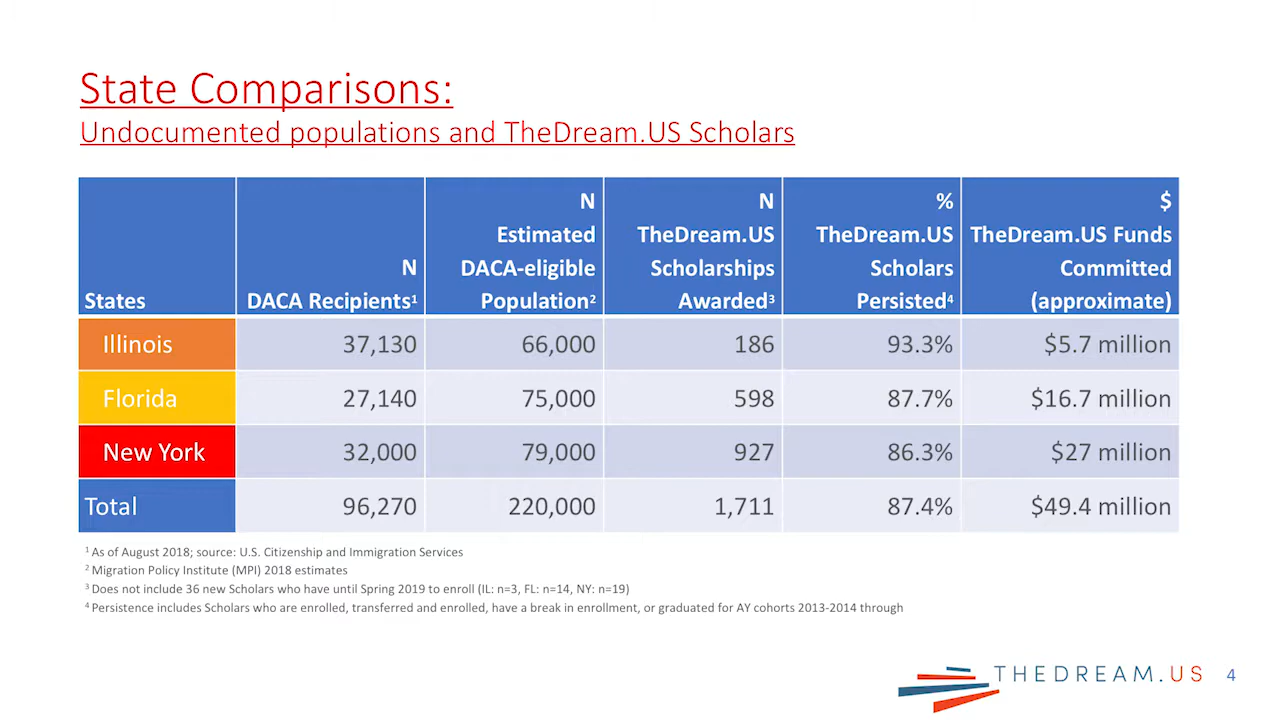 State Comparisons:
Undocumented populations and TheDream.US Scholars
States
N
DACA Recipients¹
N
Estimated
DACA-eligible
Population²
N
TheDream.US
Scholarships
Awarded³
%
TheDream.US
Scholars
Persisted⁴
$
TheDream.US Funds
Committed
(approximate)
Illinois 37,130 66,000 186 93.3% $5.7 million
Florida 27,140 75,000 598 87.7% $16.7 million
New York 32,000 79,000 927 86.3% $27 million
Total 96,270 220,000 1,711 87.4% $49.4 million
¹ As of August 2018; source: U.S. Citizenship and Immigration Services
² Migration Policy Institute (MPI) 2018 estimates
³ Does not include 36 new Scholars who have until Spring 2019 to enroll (IL: n=3, FL: n=14, NY: n=19)
⁴ Persistence includes Scholars who are enrolled, transferred and enrolled, have a break in enrollment, or graduated for AY cohorts 2013-2014 through
THEDREAM.US 4